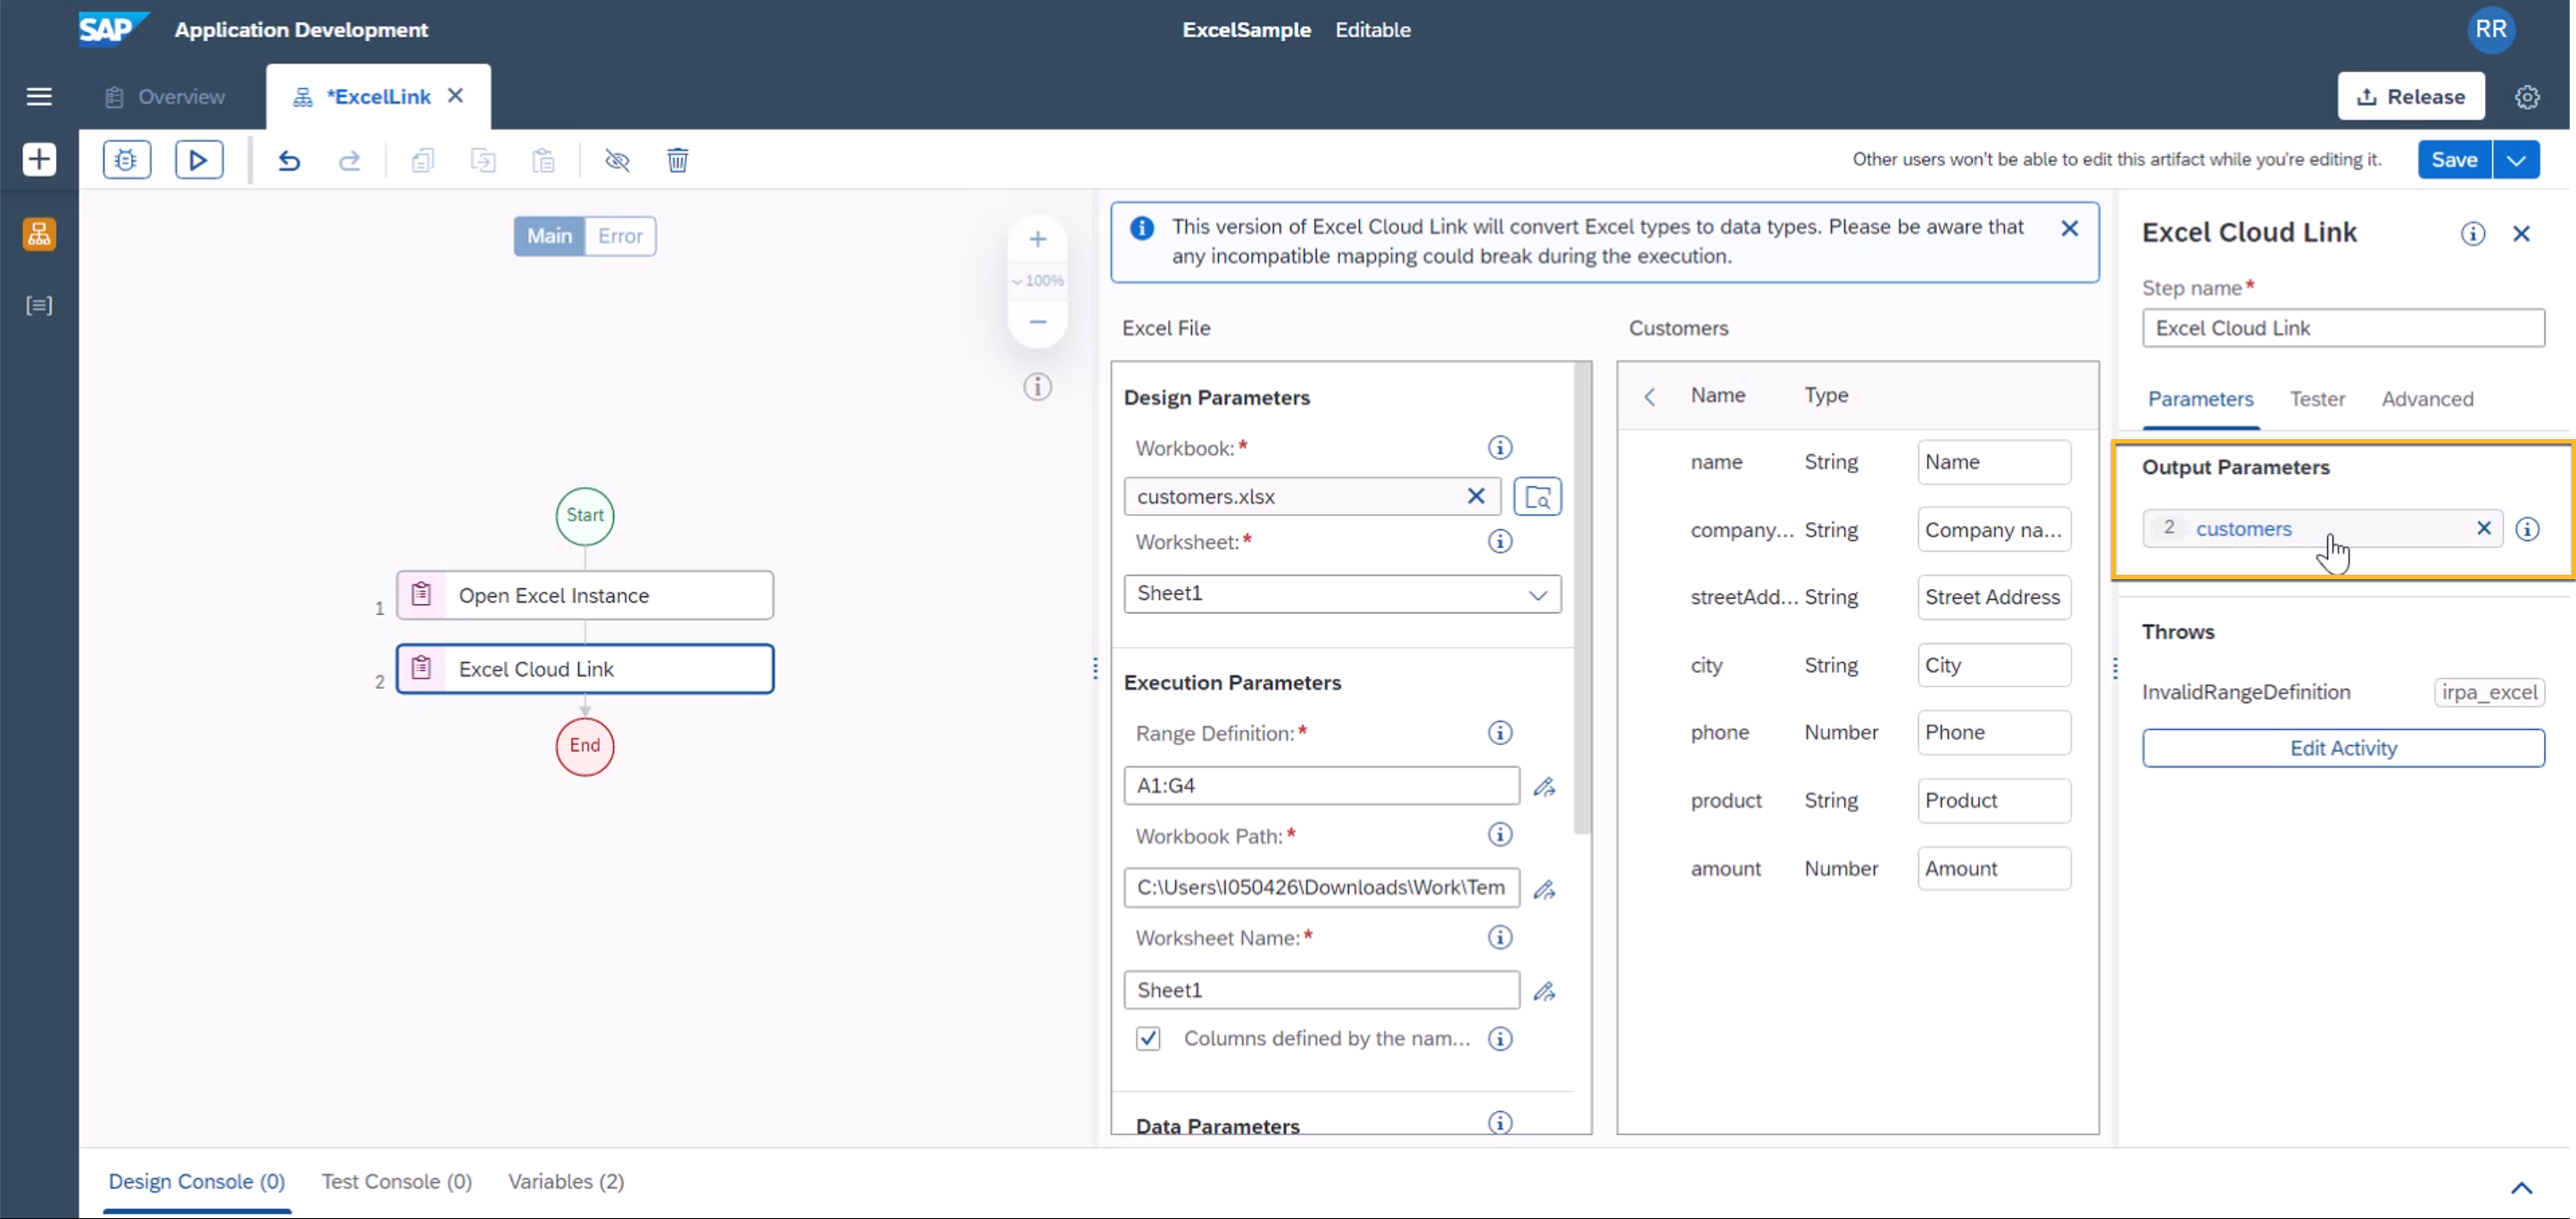 SAP Application Development
ExcelSample Editable
RR
Overview
*ExcelLink
Release
Other users won't be able to edit this artifact while you're editing it.
Save
Main Error
100%
Start
1 Open Excel Instance
2 Excel Cloud Link
End
This version of Excel Cloud Link will convert Excel types to data types. Please be aware that
any incompatible mapping could break during the execution.
Excel File
Design Parameters
Workbook:*
customers.xlsx
Worksheet:*
Sheet1
Execution Parameters
Range Definition:*
A1:G4
Workbook Path:*
C:\Users\I050426\Downloads\Work\Tem
Worksheet Name:*
Sheet1
Columns defined by the nam...
Data Parameters
Customers
Name Type
name String Name
company... String Company na...
streetAdd... String Street Address
city String City
phone Number Phone
product String Product
amount Number Amount
Excel Cloud Link
Step name*
Excel Cloud Link
Parameters Tester Advanced
Output Parameters
2 customers
Throws
InvalidRangeDefinition irpa_excel
Edit Activity
Design Console (0) Test Console (0) Variables (2)